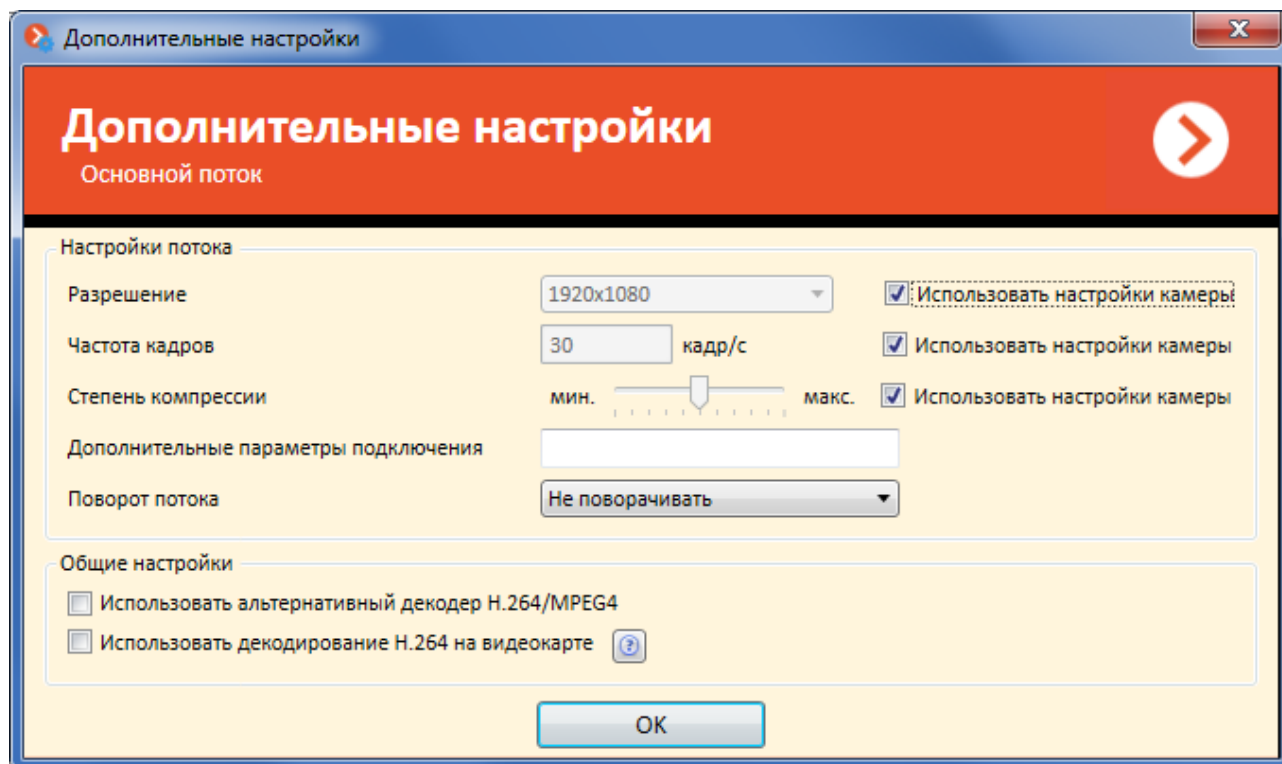 Дополнительные настройки
x
Дополнительные настройки
Основной поток
Настройки потока
Разрешение 1920x1080 Использовать настройки камеры
Частота кадров 30 кадр/с Использовать настройки камеры
Степень компрессии мин. макс. Использовать настройки камеры
Дополнительные параметры подключения
Поворот потока Не поворачивать
Общие настройки
Использовать альтернативный декодер H.264/MPEG4
Использовать декодирование H.264 на видеокарте ?
OK